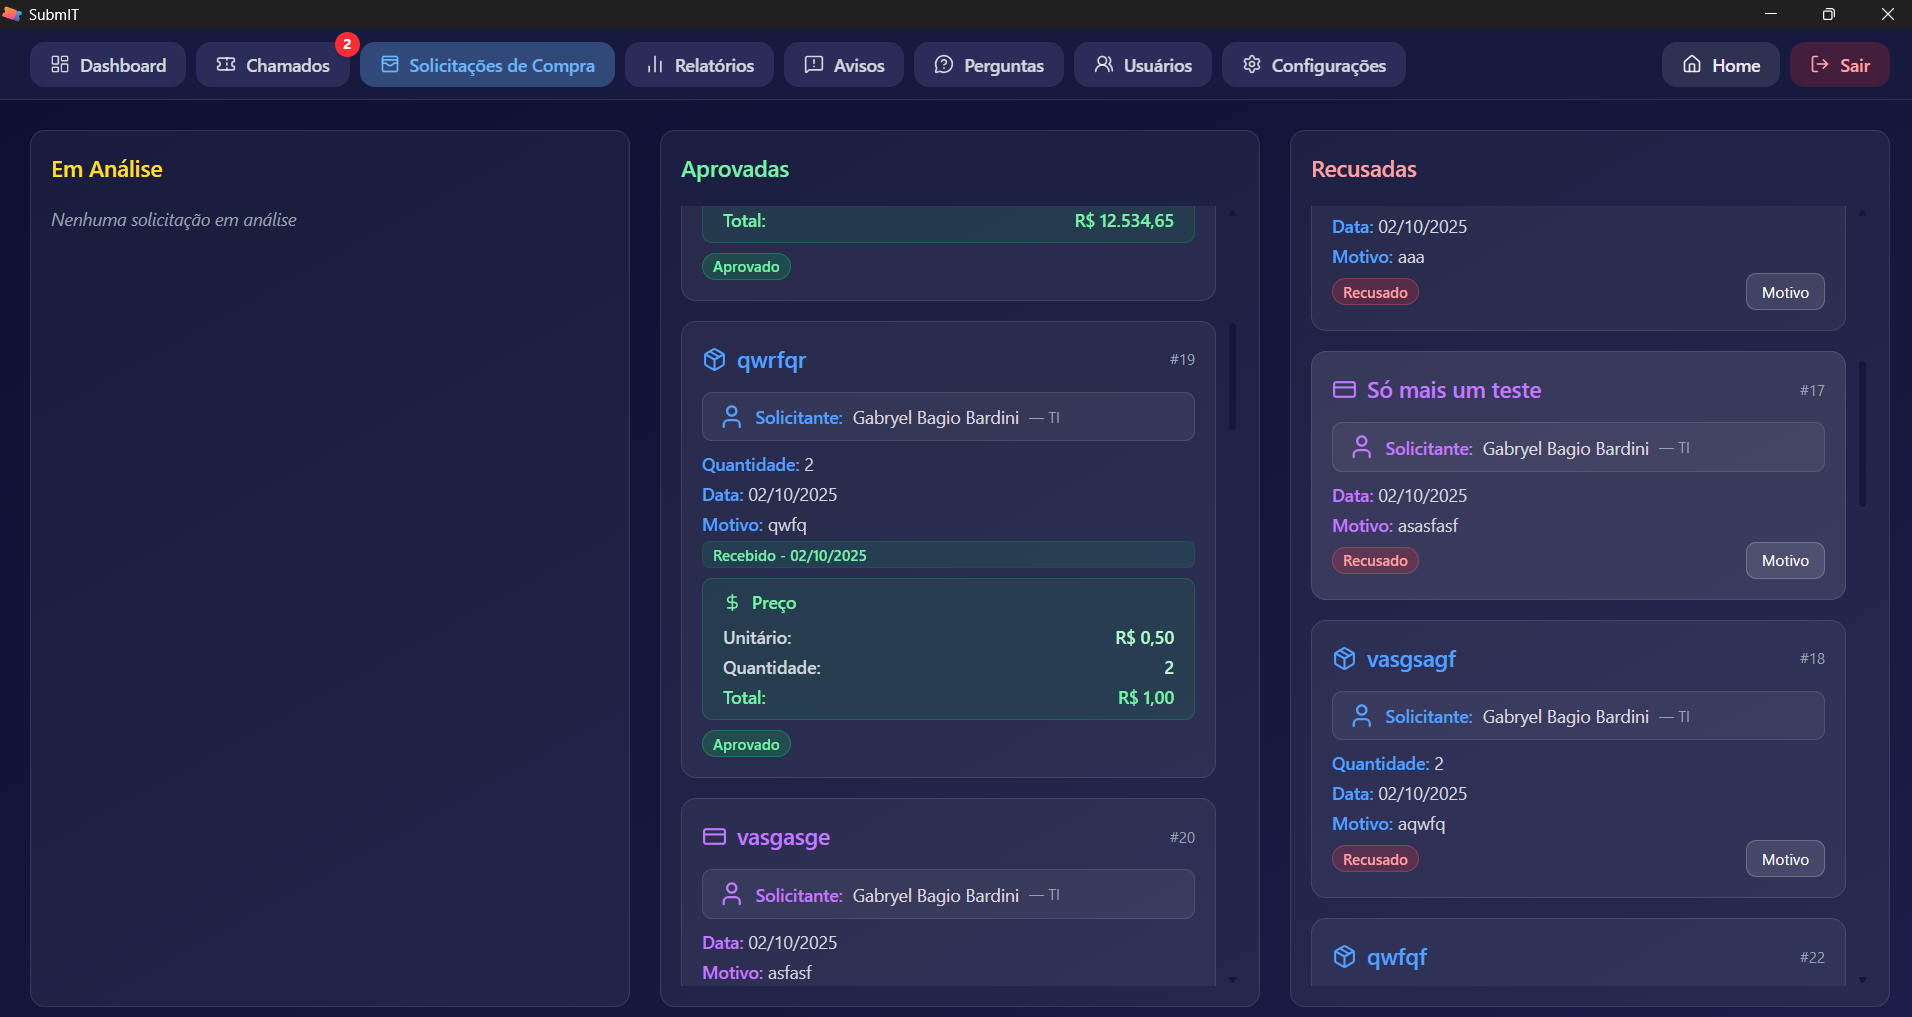 SubmIT
Dashboard
Chamados
2
Solicitações de Compra
Relatórios
Avisos
Perguntas
Usuários
Configurações
Home
Sair
Em Análise
Nenhuma solicitação em análise
Aprovadas
Total: R$ 12.534,65
Aprovado
qwrfqr #19
Solicitante: Gabryel Bagio Bardini — TI
Quantidade: 2
Data: 02/10/2025
Motivo: qwfq
Recebido - 02/10/2025
$ Preço
Unitário: R$ 0,50
Quantidade: 2
Total: R$ 1,00
Aprovado
vasgasge #20
Solicitante: Gabryel Bagio Bardini — TI
Data: 02/10/2025
Motivo: asfasf
Recusadas
Data: 02/10/2025
Motivo: aaa
Recusado Motivo
Só mais um teste #17
Solicitante: Gabryel Bagio Bardini — TI
Data: 02/10/2025
Motivo: asasfasf
Recusado Motivo
vasgsagf #18
Solicitante: Gabryel Bagio Bardini — TI
Quantidade: 2
Data: 02/10/2025
Motivo: aqwfq
Recusado Motivo
qwfqf #22